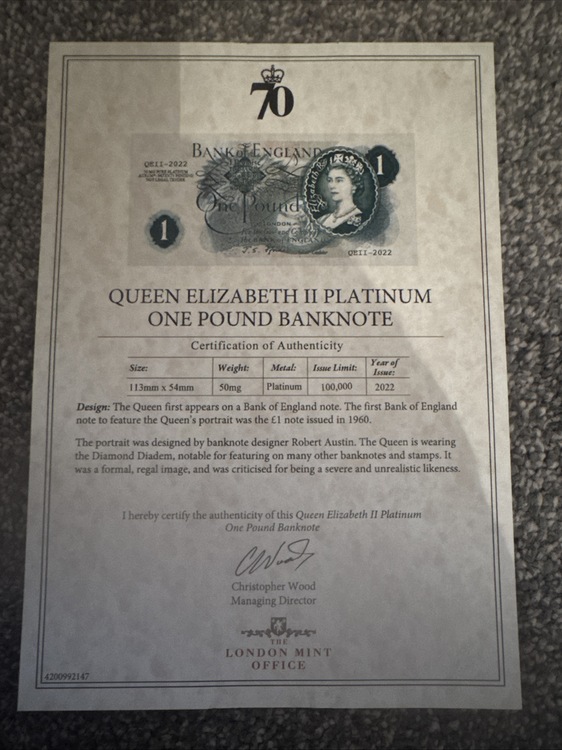 70
BANK OF ENGLAND
QEII-2022
1
Elizabeth R
One Pound
LONDON
1
QEII-2022
QUEEN ELIZABETH II PLATINUM
ONE POUND BANKNOTE
Certification of Authenticity
Size: Weight: Metal: Issue Limit: Year of Issue:
113mm x 54mm 50mg Platinum 100,000 2022
Design: The Queen first appears on a Bank of England note. The first Bank of England
note to feature the Queen's portrait was the £1 note issued in 1960.
The portrait was designed by banknote designer Robert Austin. The Queen is wearing
the Diamond Diadem, notable for featuring on many other banknotes and stamps. It
was a formal, regal image, and was criticised for being a severe and unrealistic likeness.
I hereby certify the authenticity of this Queen Elizabeth II Platinum
One Pound Banknote
CWood
Christopher Wood
Managing Director
THE
LONDON MINT
OFFICE
4200992147